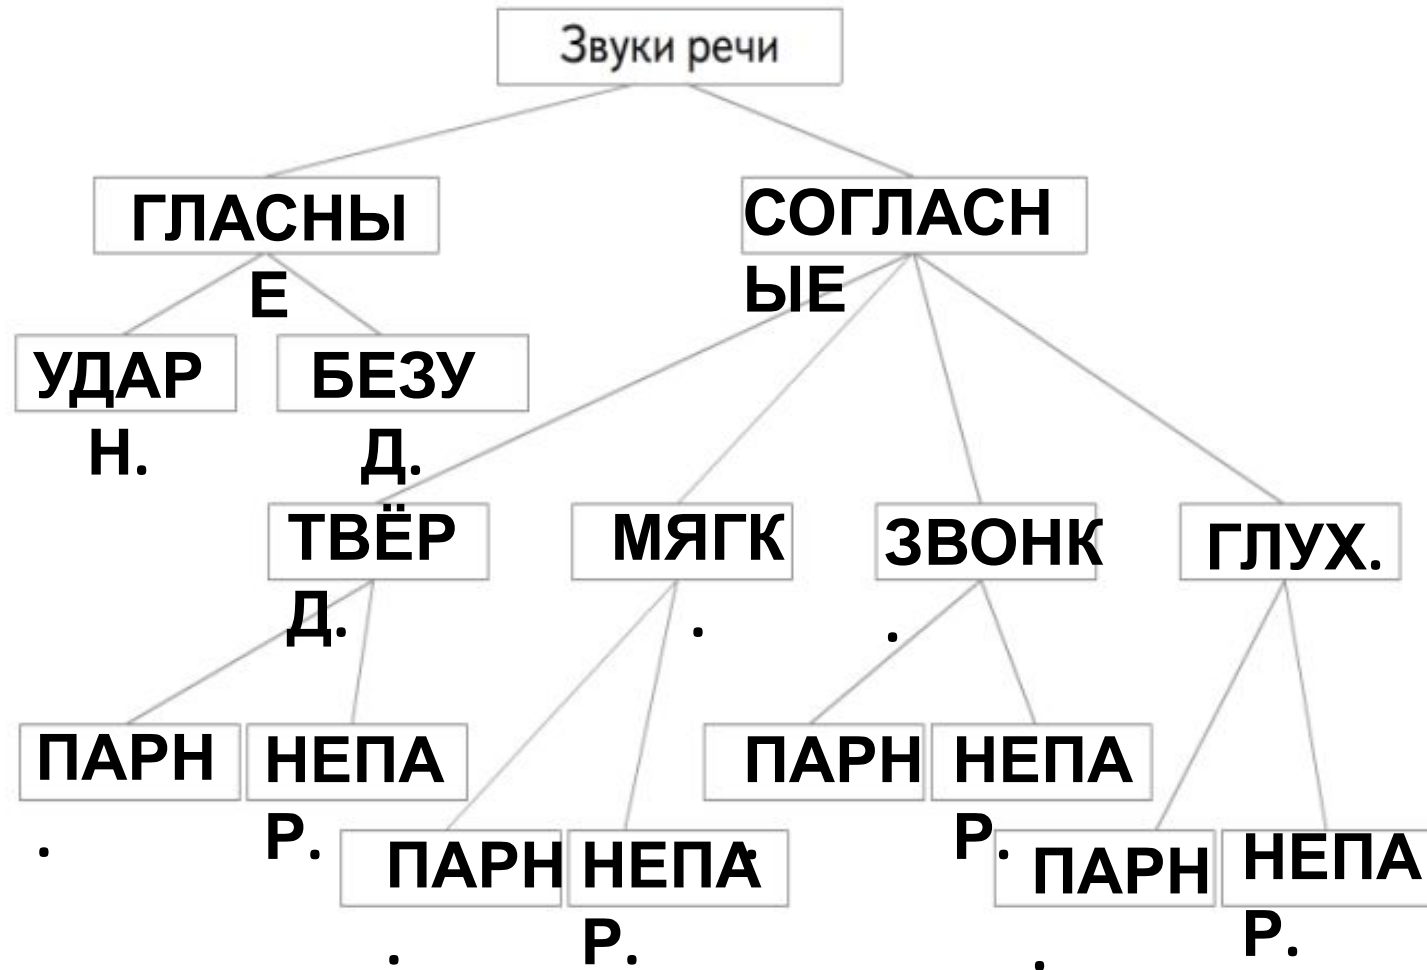 Звуки речи
ГЛАСНЫ
Е
СОГЛАСН
ЫЕ
УДАР
Н.
БЕЗУ
Д.
ТВЁР
Д.
МЯГК
.
ЗВОНК
.
ГЛУХ.
ПАРН
.
НЕПА
Р.
ПАРН
.
НЕПА
Р.
ПАРН
.
НЕПА
Р.
ПАРН
.
НЕПА
Р.